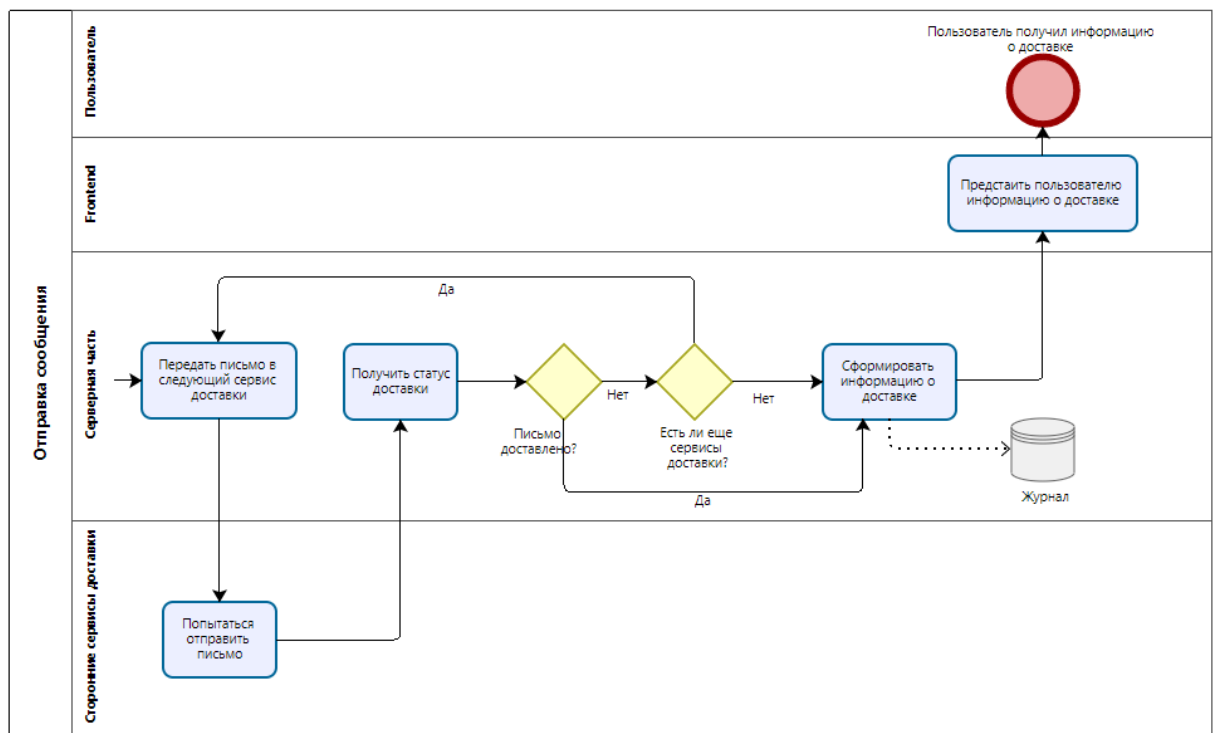 Отправка сообщения
Пользователь
Пользователь получил информацию
о доставке
Frontend
Предстаить пользователю
информацию о доставке
Серверная часть
Да
Передать письмо в
следующий сервис
доставки
Получить статус
доставки
Письмо
доставлено?
Нет
Есть ли еще
сервисы
доставки?
Нет
Сформировать
информацию о
доставке
Да
Журнал
Сторонние сервисы доставки
Попытаться
отправить
письмо